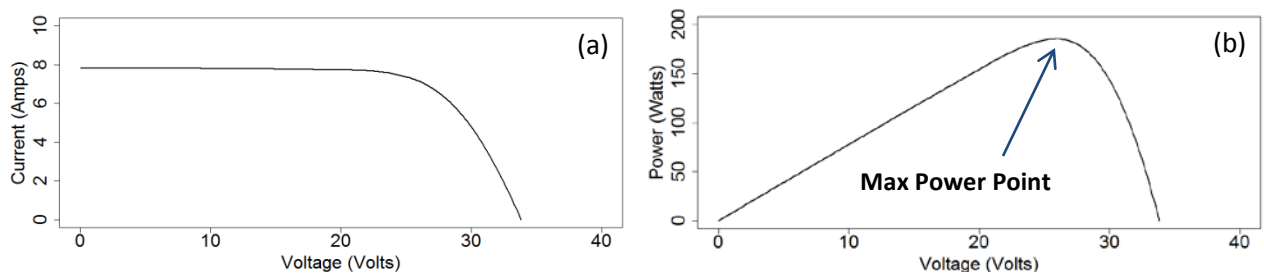 (a)
Current (Amps)
10
8
6
4
2
0
0 10 20 30 40
Voltage (Volts)
(b)
Power (Watts)
200
150
100
50
0
Max Power Point
0 10 20 30 40
Voltage (Volts)